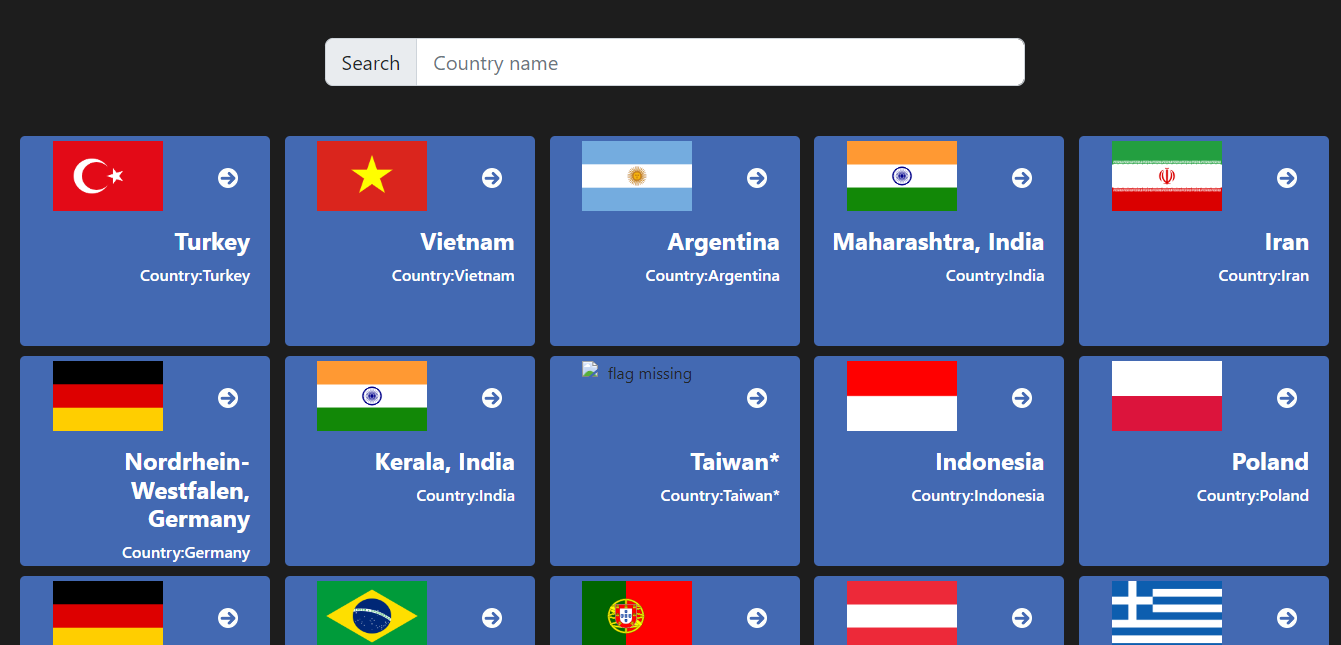 Search Country name
Turkey
Country:Turkey
Vietnam
Country:Vietnam
Argentina
Country:Argentina
Maharashtra, India
Country:India
Iran
Country:Iran
Nordrhein-
Westfalen,
Germany
Country:Germany
Kerala, India
Country:India
flag missing
Taiwan*
Country:Taiwan*
Indonesia
Country:Indonesia
Poland
Country:Poland